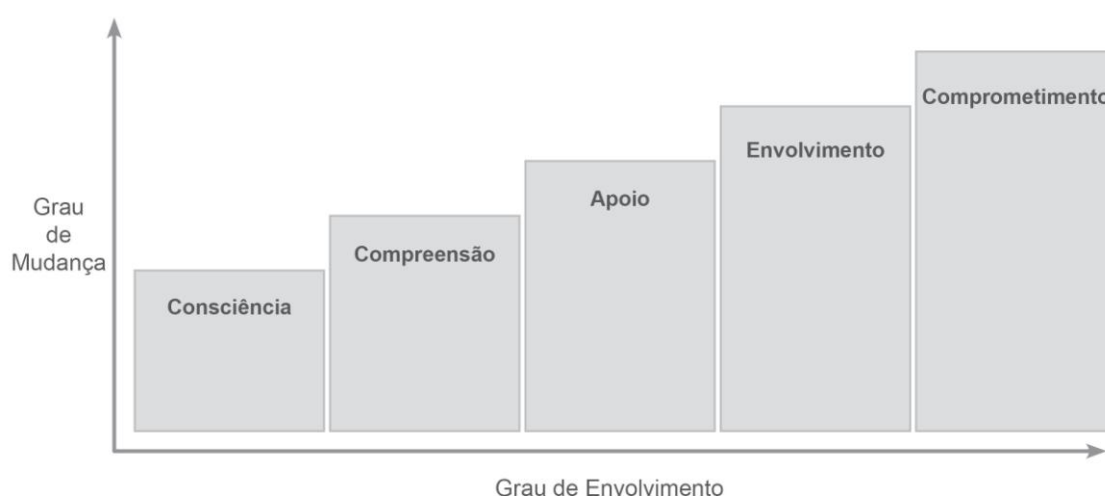 Comprometimento
Envolvimento
Apoio
Grau
de
Mudança
Compreensão
Consciência
Grau de Envolvimento